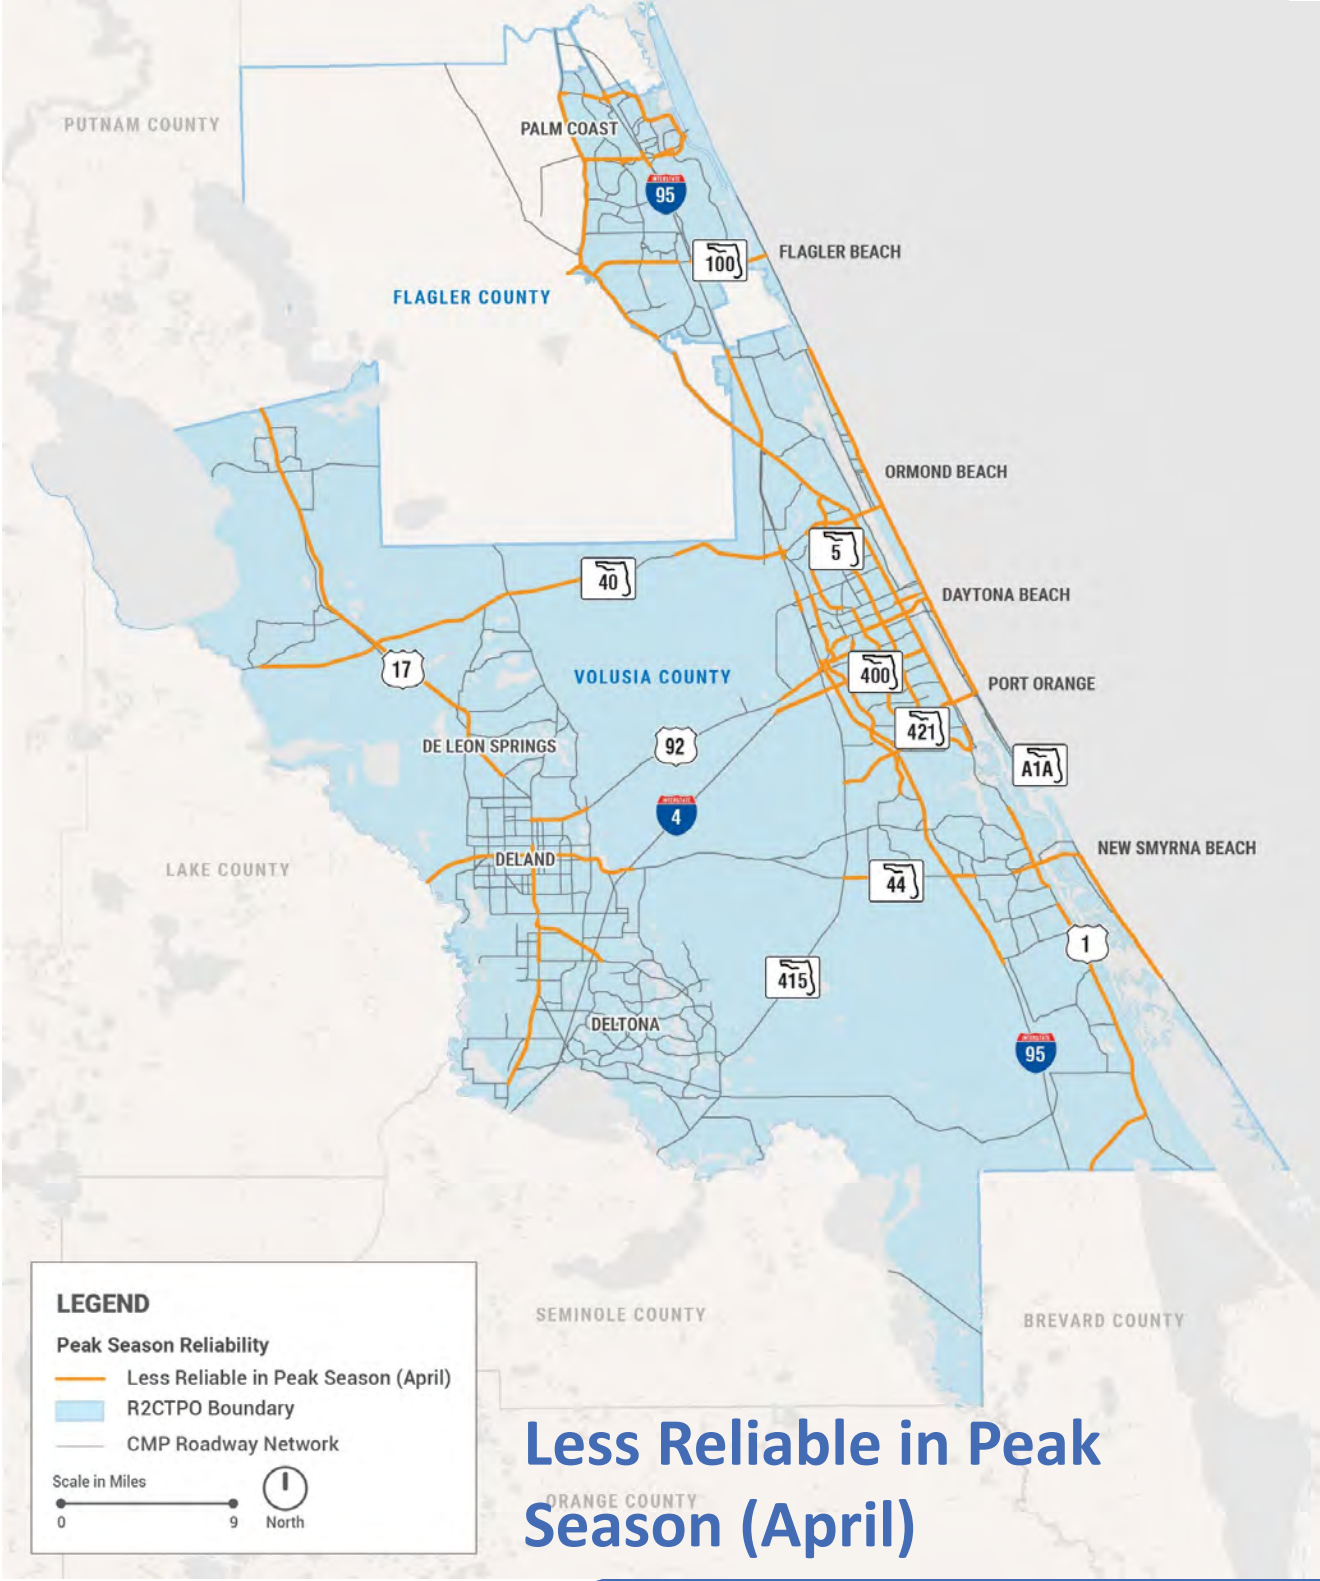 PUTNAM COUNTY
PALM COAST
INTERSTATE
95
100
FLAGLER BEACH
FLAGLER COUNTY
ORMOND BEACH
5
40
DAYTONA BEACH
17
VOLUSIA COUNTY
400
PORT ORANGE
421
DE LEON SPRINGS
92
A1A
INTERSTATE
4
NEW SMYRNA BEACH
LAKE COUNTY
DELAND
44
1
415
DELTONA
INTERSTATE
95
SEMINOLE COUNTY
BREVARD COUNTY
LEGEND
Peak Season Reliability
Less Reliable in Peak Season (April)
R2CTPO Boundary
CMP Roadway Network
Scale in Miles
0 9 North
ORANGE COUNTY
Less Reliable in Peak
Season (April)